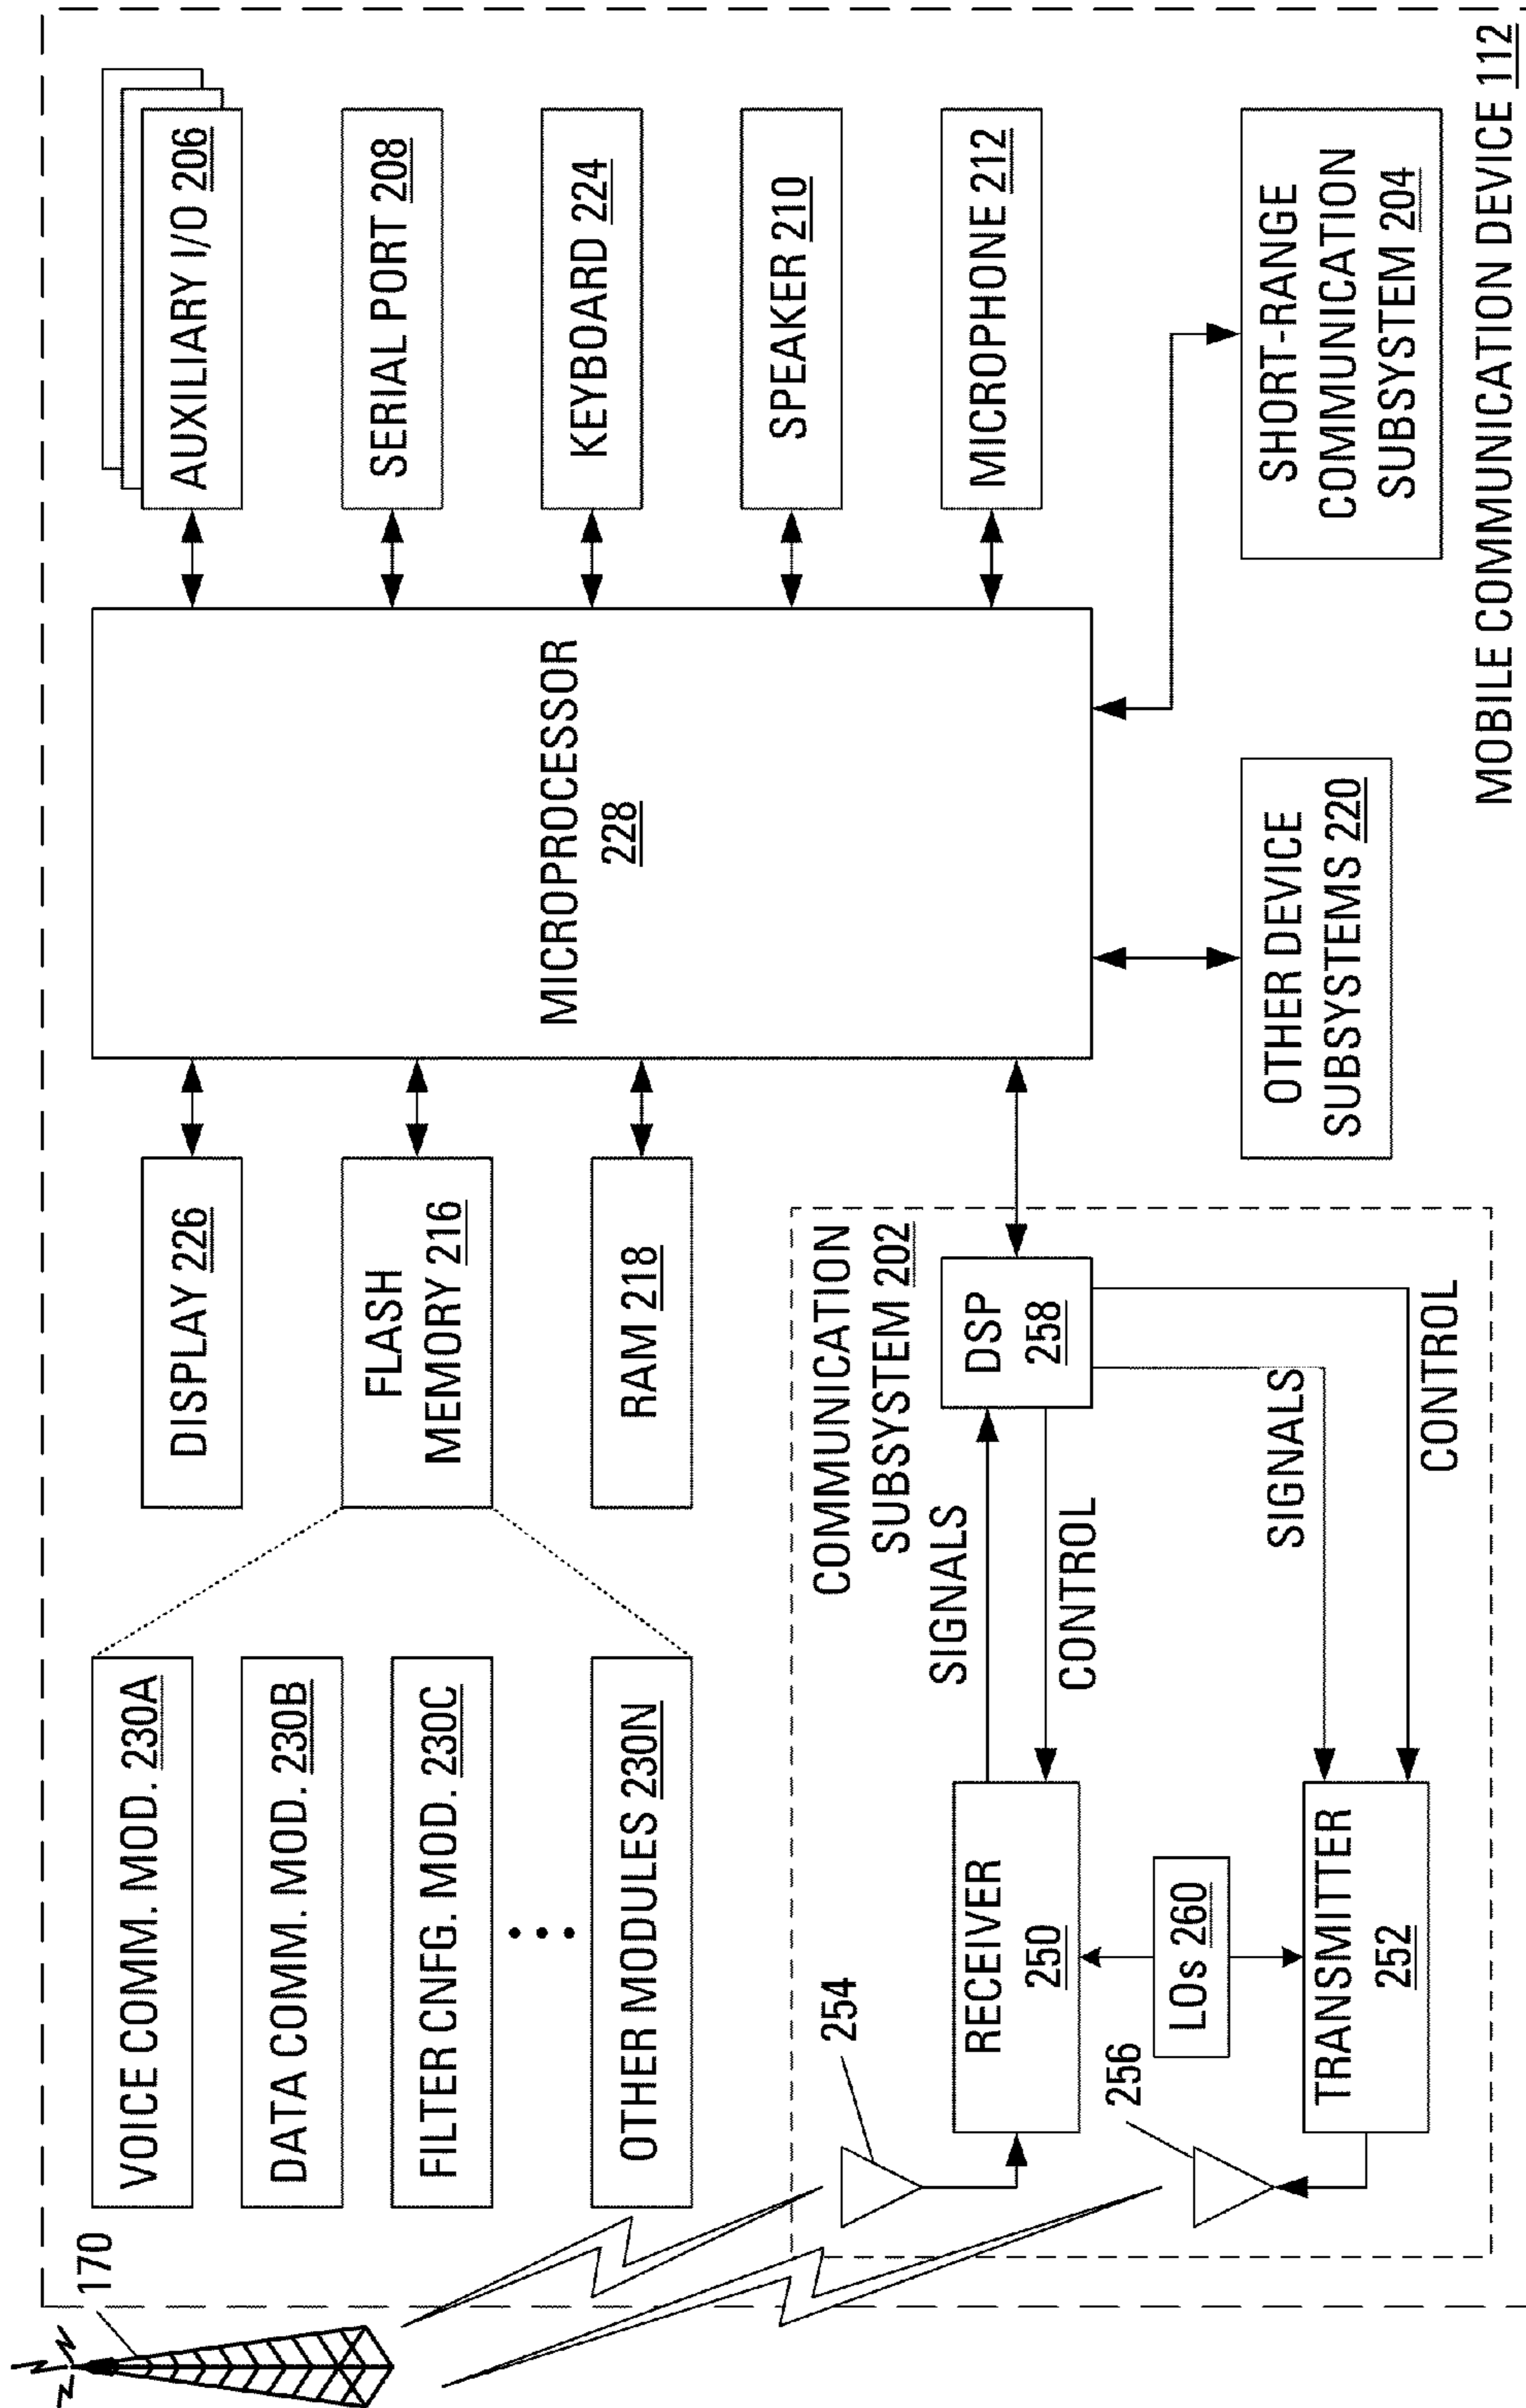 170
VOICE COMM. MOD. 230A
DATA COMM. MOD. 230B
FILTER CNFG. MOD. 230C
OTHER MODULES 230N
DISPLAY 226
FLASH
MEMORY 216
RAM 218
MICROPROCESSOR
228
AUXILIARY I/O 206
SERIAL PORT 208
KEYBOARD 224
SPEAKER 210
MICROPHONE 212
COMMUNICATION
SUBSYSTEM 202
254
RECEIVER
250
SIGNALS
CONTROL
DSP
258
LOs 260
256
TRANSMITTER
252
SIGNALS
CONTROL
OTHER DEVICE
SUBSYSTEMS 220
SHORT-RANGE
COMMUNICATION
SUBSYSTEM 204
MOBILE COMMUNICATION DEVICE 112